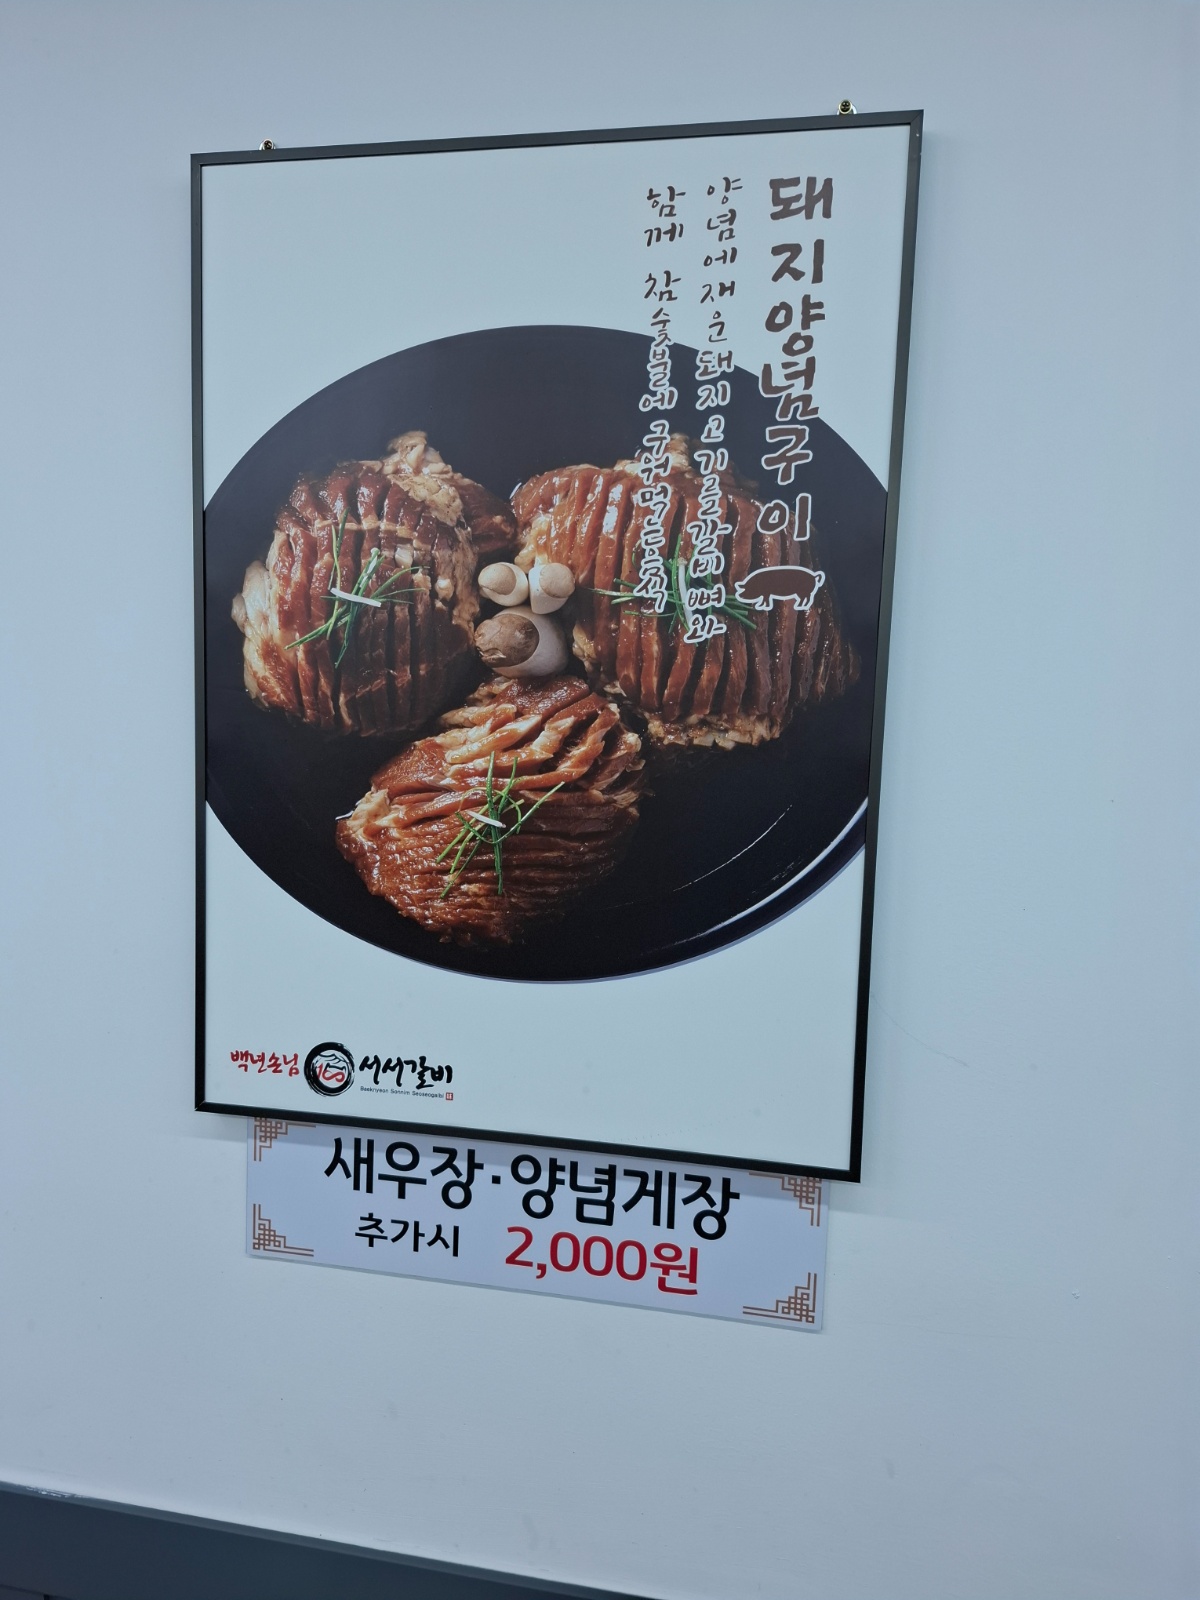 돼지양념구이
양념에 재운 돼지고기를 갈비뼈와
함께 참숯불에 구워먹는 음식
백년손님 서서갈비
Baeknyeon Sonnim Seoseogalbi
새우장·양념게장
추가시 2,000원